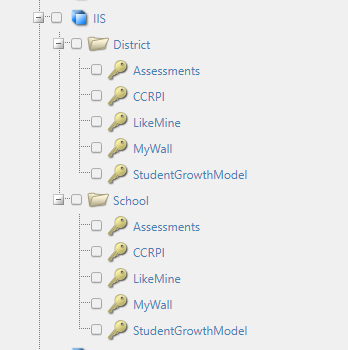 IIS
District
Assessments
CCRPI
LikeMine
MyWall
StudentGrowthModel
School
Assessments
CCRPI
LikeMine
MyWall
StudentGrowthModel